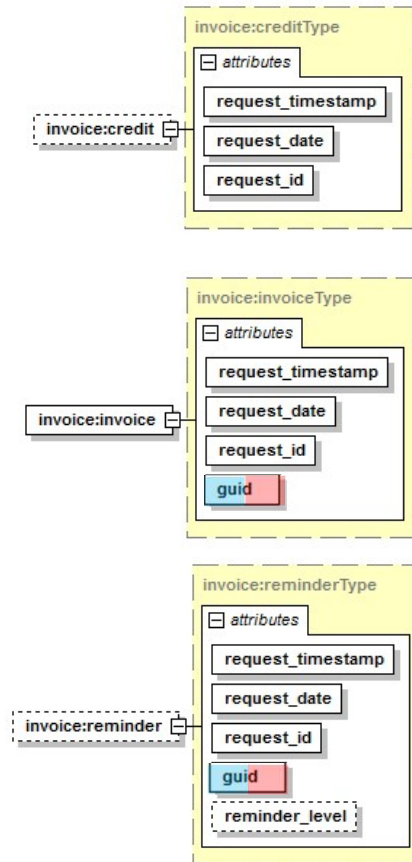 invoice:creditType
attributes
request_timestamp
invoice:credit
request_date
request_id
invoice:invoiceType
attributes
request_timestamp
request_date
invoice:invoice
request_id
guid
invoice:reminderType
attributes
request_timestamp
request_date
invoice:reminder
request_id
guid
reminder_level